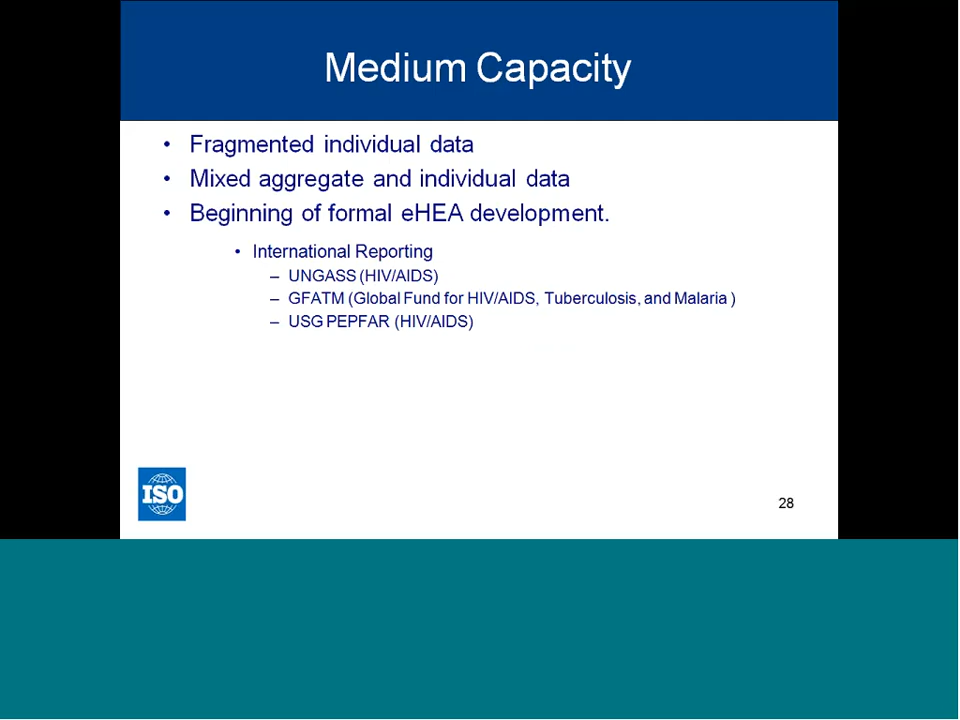 Medium Capacity
• Fragmented individual data
• Mixed aggregate and individual data
• Beginning of formal eHEA development.
• International Reporting
– UNGASS (HIV/AIDS)
– GFATM (Global Fund for HIV/AIDS, Tuberculosis, and Malaria )
– USG PEPFAR (HIV/AIDS)
ISO
28